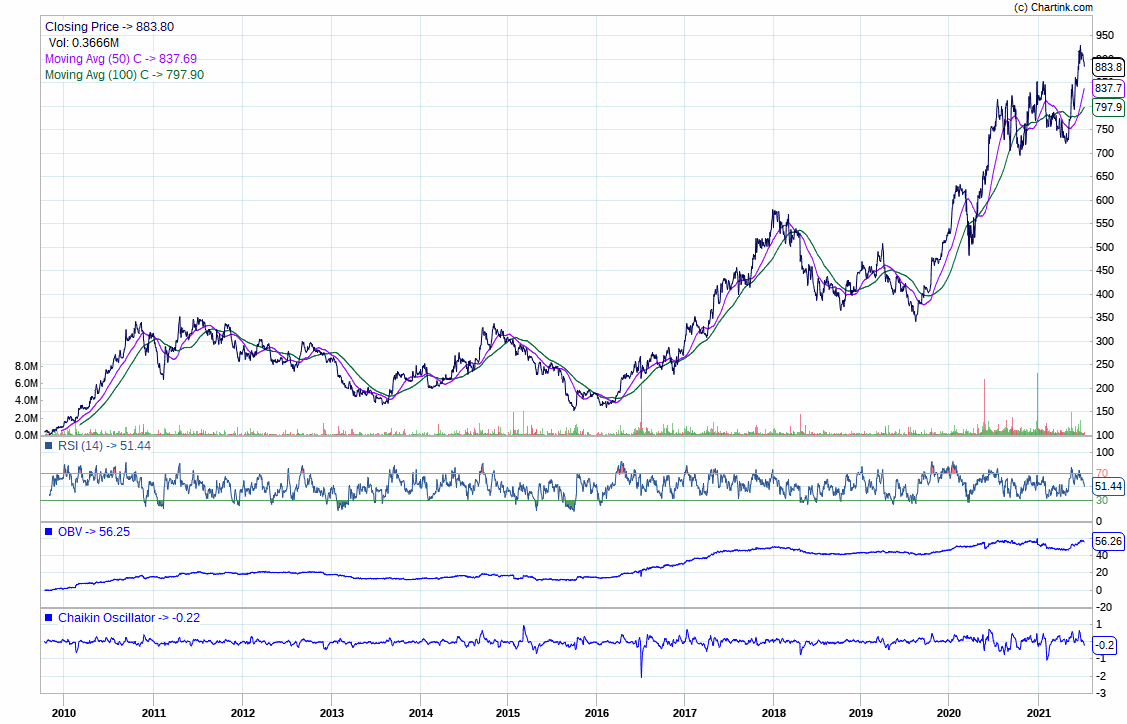 (c) Chartink.com
Closing Price -> 883.80
Vol: 0.3666M
Moving Avg (50) C -> 837.69
Moving Avg (100) C -> 797.90
950
883.8
837.7
797.9
750
700
650
600
550
500
450
400
350
300
250
200
150
100
8.0M
6.0M
4.0M
2.0M
0.0M
RSI (14) -> 51.44
100
70
51.44
30
0
OBV -> 56.25
56.26
40
20
0
-20
Chaikin Oscillator -> -0.22
1
-0.2
-1
-2
-3
2010 2011 2012 2013 2014 2015 2016 2017 2018 2019 2020 2021